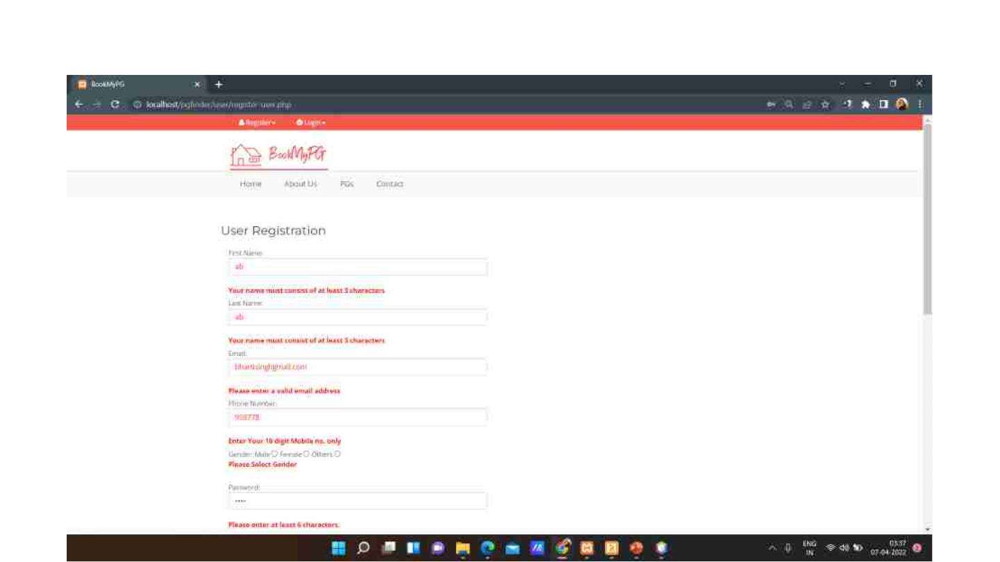 BookMyPG
localhost/pgfinder/user/register-user.php
Register Login
BookMyPG
Home About Us PGs Contact
User Registration
First Name:
ab
Your name must consist of at least 3 characters
Last Name:
ab
Your name must consist of at least 3 characters
Email:
Please enter a valid email address
Phone Number:
998778
Enter Your 10 digit Mobile no. only
Gender: Male Female Others
Please Select Gender
Password:
Please enter at least 6 characters.
ENG
IN
03:37
07-04-2022